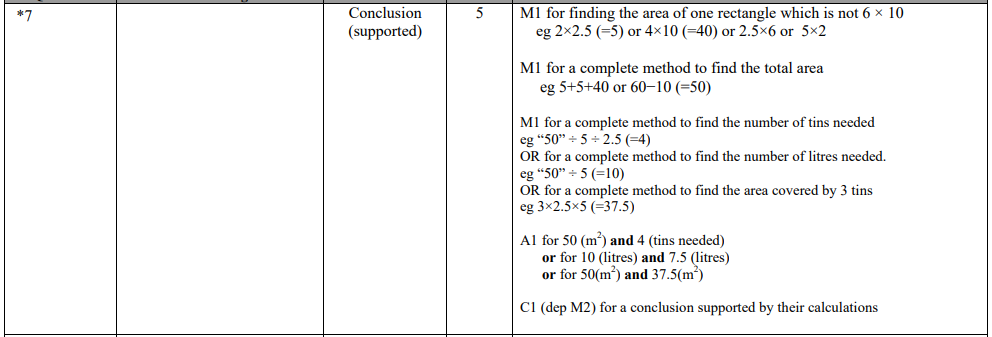 *7
Conclusion
(supported)
5
M1 for finding the area of one rectangle which is not 6 × 10
eg 2×2.5 (=5) or 4×10 (=40) or 2.5×6 or 5×2
M1 for a complete method to find the total area
eg 5+5+40 or 60−10 (=50)
M1 for a complete method to find the number of tins needed
eg “50” ÷ 5 ÷ 2.5 (=4)
OR for a complete method to find the number of litres needed.
eg “50” ÷ 5 (=10)
OR for a complete method to find the area covered by 3 tins
eg 3×2.5×5 (=37.5)
A1 for 50 (m²) and 4 (tins needed)
or for 10 (litres) and 7.5 (litres)
or for 50(m²) and 37.5(m²)
C1 (dep M2) for a conclusion supported by their calculations